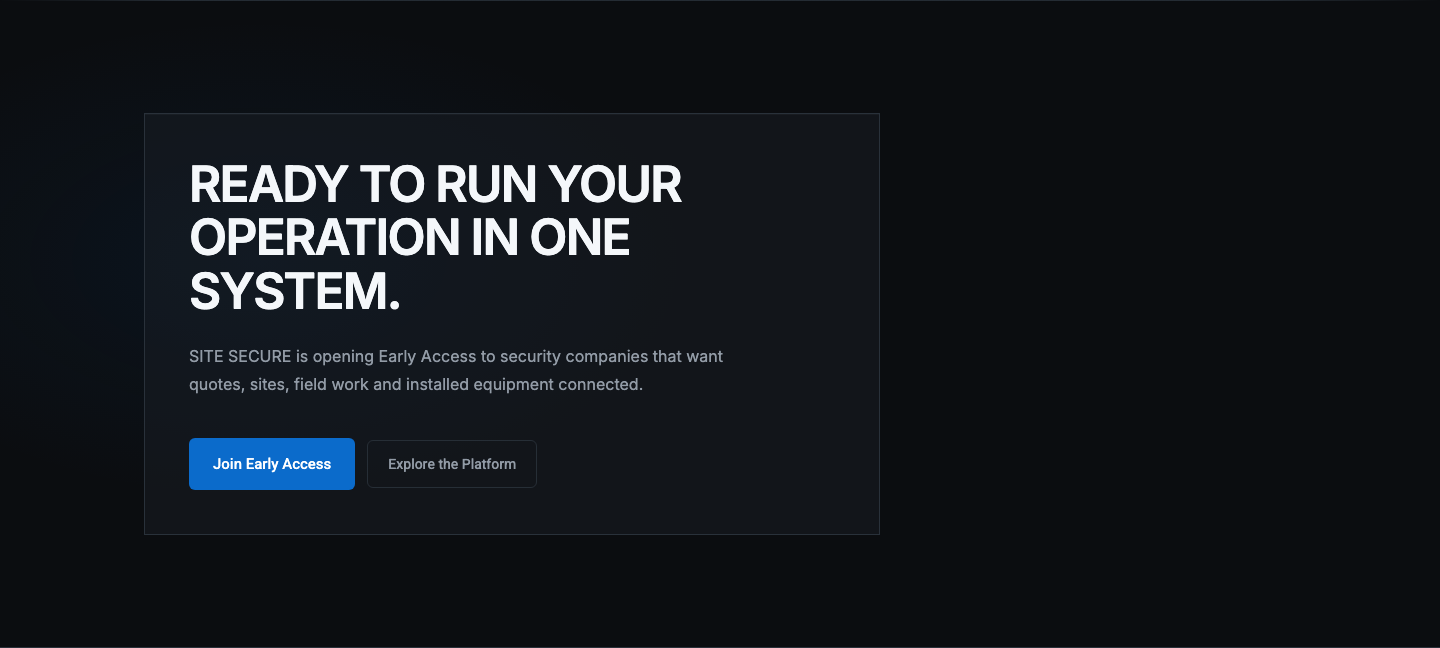 READY TO RUN YOUR
OPERATION IN ONE
SYSTEM.
SITE SECURE is opening Early Access to security companies that want
quotes, sites, field work and installed equipment connected.
Join Early Access
Explore the Platform